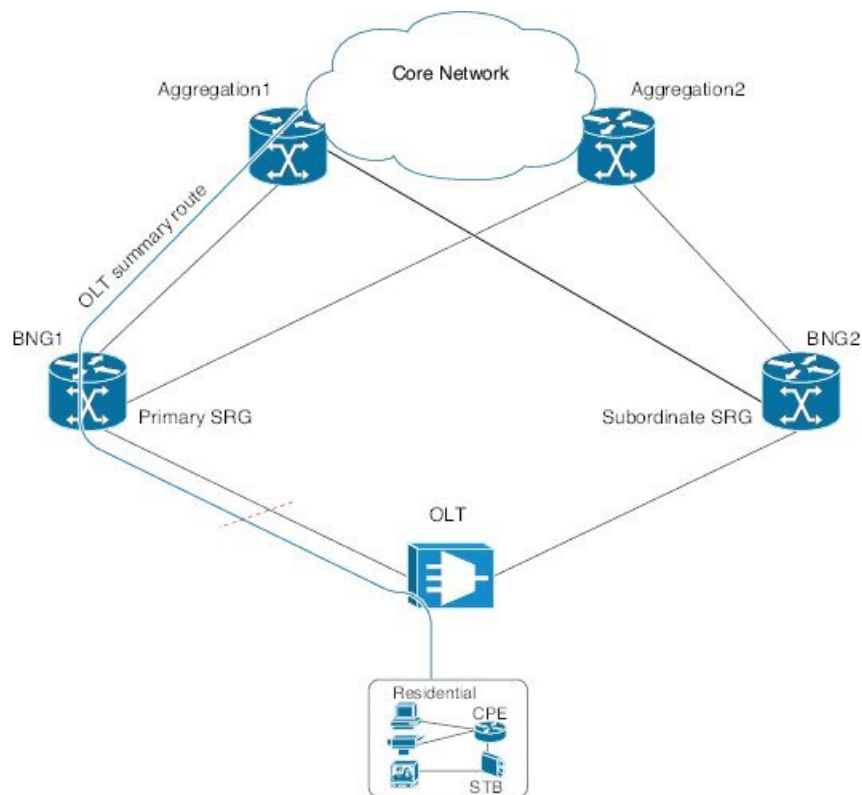 Core Network
Aggregation1
Aggregation2
OLT summary route
BNG1
BNG2
Primary SRG
Subordinate SRG
OLT
Residential
CPE
STB